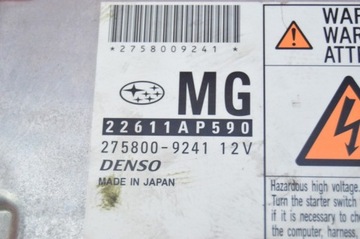 *2758009241*
WAR
WAR
ATTE
MG
22611AP590
275800-9241 12V
DENSO
MADE IN JAPAN
Hazardous high voltage.
Turn the starter switch
if it is necessary to check
the computer, harness,